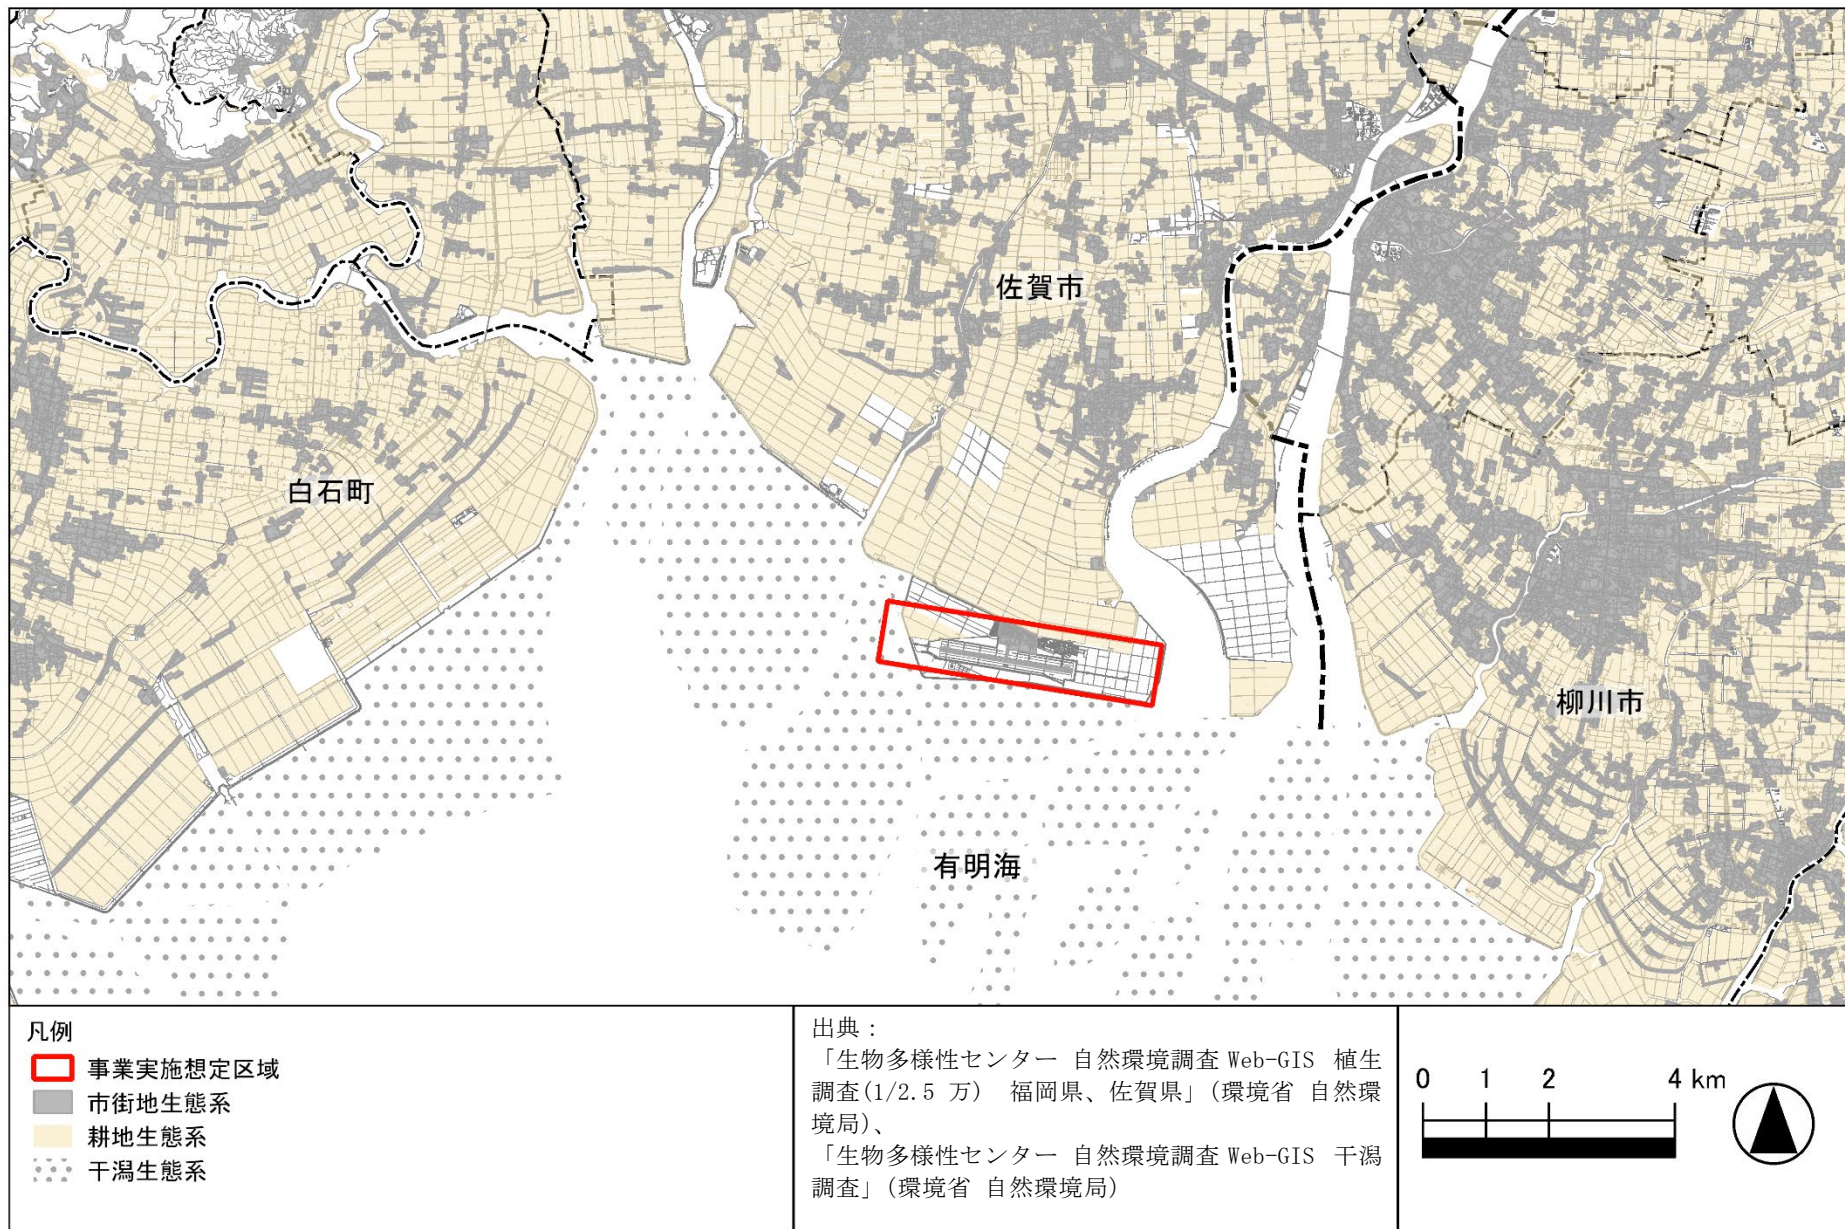 佐賀市
白石町
柳川市
有明海
凡例
事業実施想定区域
市街地生態系
耕地生態系
干潟生態系
出典：
「生物多様性センター 自然環境調査 Web-GIS 植生
調査(1/2.5 万) 福岡県、佐賀県」(環境省 自然環
境局)、
「生物多様性センター 自然環境調査 Web-GIS 干潟
調査」(環境省 自然環境局)
0 1 2 4 km